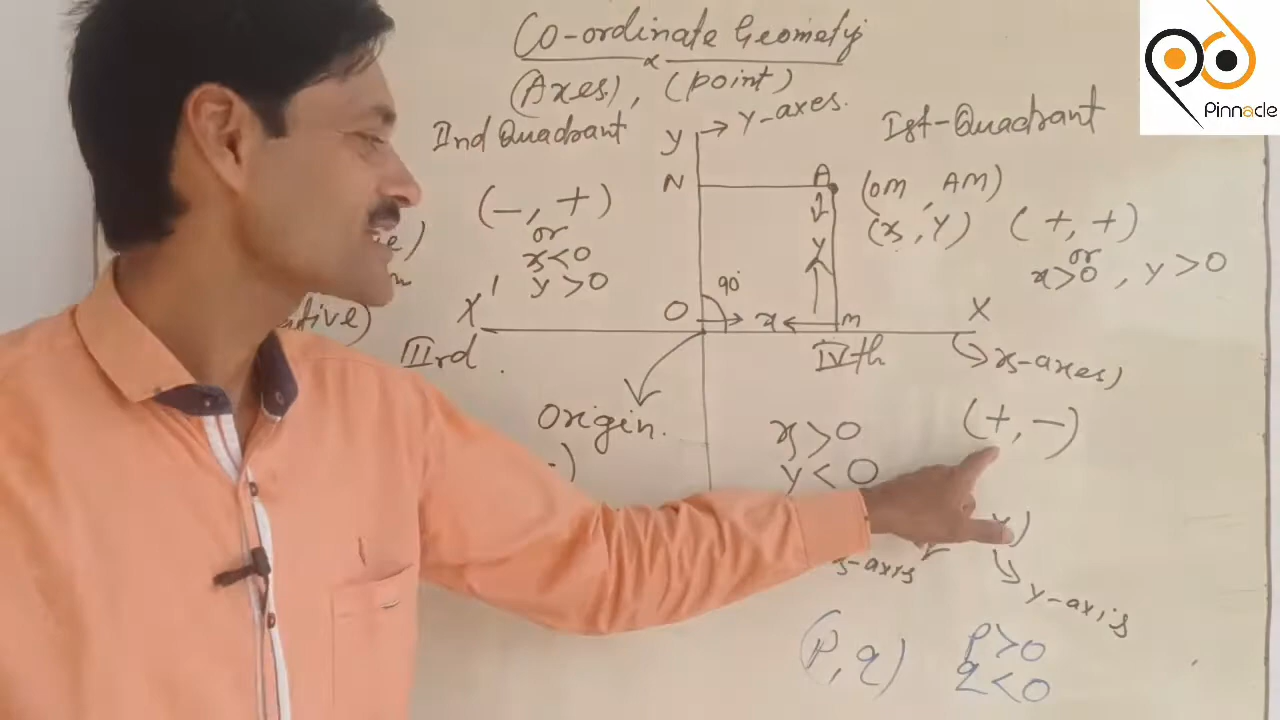 Co-ordinate Geometry
(Axes), (point)
Y → Y-axes.
IInd Quadrant
Ist-Quadrant
N
A
(OM, AM)
(x, y)
(-, +)
or
x<0
y>0
(+, +)
or
x>0, y>0
y
90°
X'
O
x
M
X
IIIrd
IVth
x-axes)
Origin.
x>0
y<0
(+, -)
y)
x-axis
y-axis
(P, q)
P>0
q<0
Pinnacle